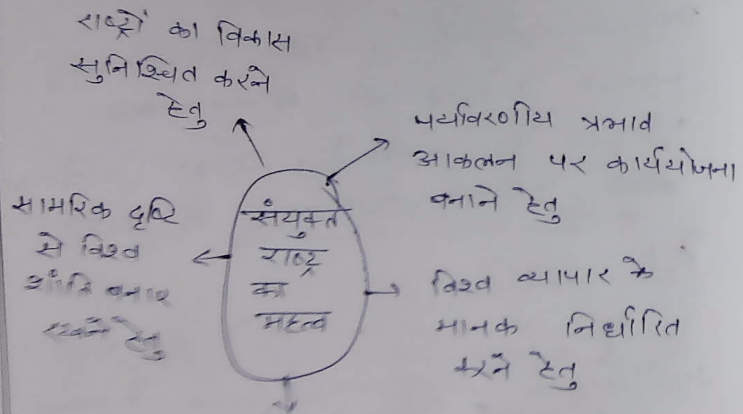 राष्ट्रों का विकास
सुनिश्चित करने
हेतु
पर्यावरणीय प्रभाव
आकलन पर कार्ययोजना
बनाने हेतु
सामरिक दृष्टि
से विश्व
शांति बनाए
रखने हेतु
संयुक्त
राष्ट्र
का
महत्व
विश्व व्यापार के
मानक निर्धारित
करने हेतु